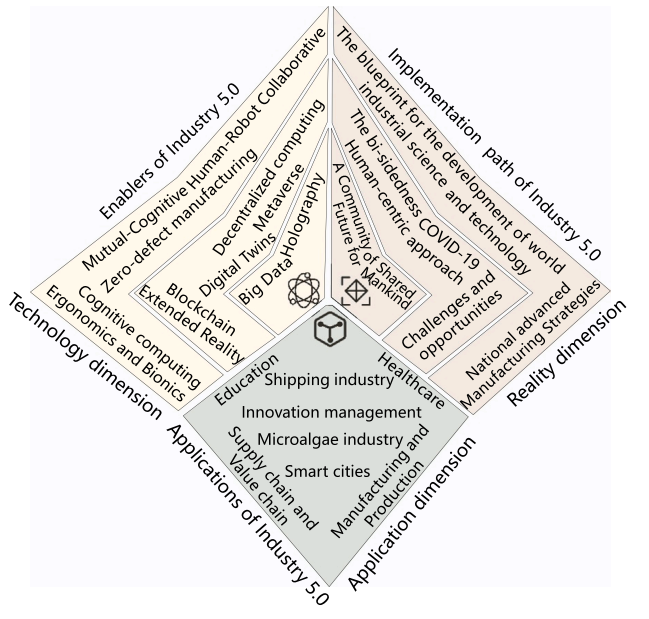 Enablers of Industry 5.0
Mutual-Cognitive Human-Robot Collaborative
Zero-defect manufacturing
Cognitive computing
Ergonomics and Bionics
Decentralized computing
Metaverse
Digital Twins
Blockchain
Extended Reality
Holography
Big Data
Technology dimension
Implementation path of Industry 5.0
The blueprint for the development of world
industrial science and technology
National advanced
Manufacturing Strategies
The bi-sidedness COVID-19
Human-centric approach
Challenges and
opportunities
A Community of Shared
Future for Mankind
Reality dimension
Education
Healthcare
Shipping industry
Innovation management
Microalgae industry
Smart cities
Supply chain and
Value chain
Manufacturing and
Production
Applications of Industry 5.0
Application dimension